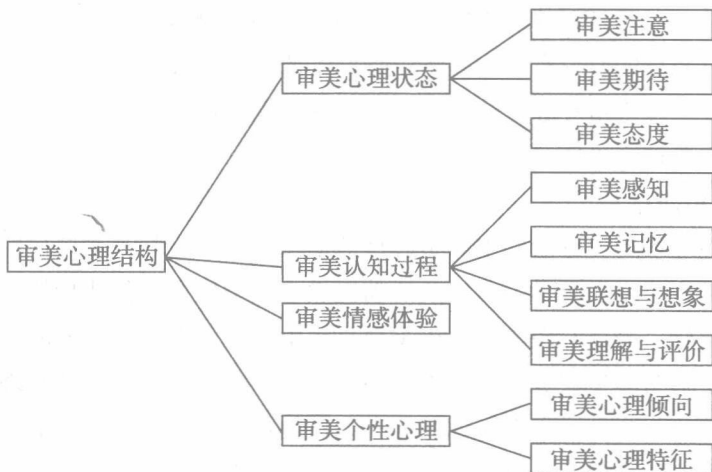 审美注意
审美心理状态
审美期待
审美态度
审美感知
审美记忆
审美心理结构
审美认知过程
审美联想与想象
审美情感体验
审美理解与评价
审美心理倾向
审美个性心理
审美心理特征